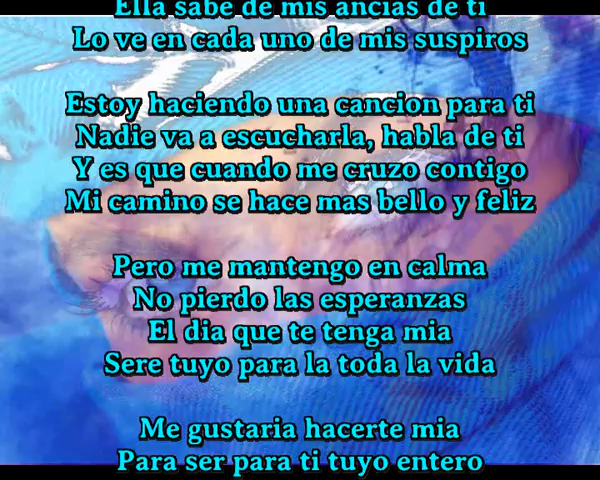 Ella sabe de mis ancias de ti
Lo ve en cada uno de mis suspiros
Estoy haciendo una cancion para ti
Nadie va a escucharla, habla de ti
Y es que cuando me cruzo contigo
Mi camino se hace mas bello y feliz
Pero me mantengo en calma
No pierdo las esperanzas
El dia que te tenga mia
Sere tuyo para la toda la vida
Me gustaria hacerte mia
Para ser para ti tuyo entero